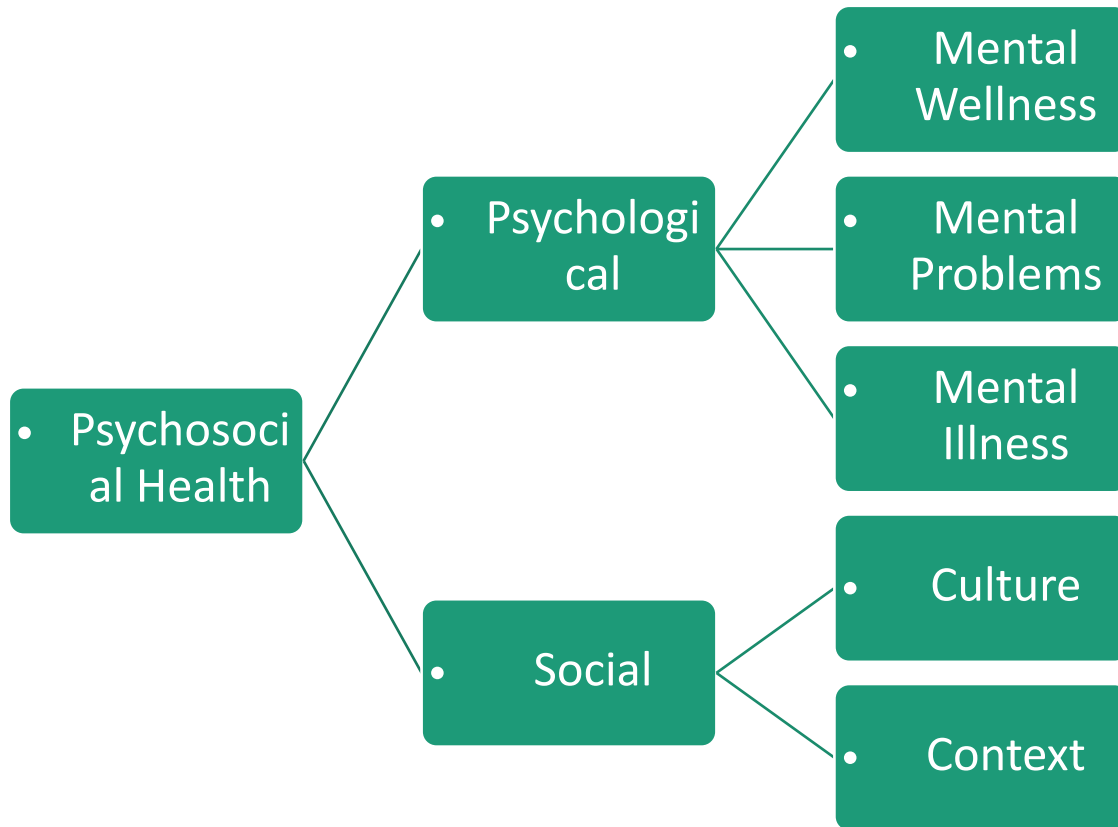 • Psychosoci
al Health
• Psychologi
cal
• Social
• Mental
Wellness
• Mental
Problems
• Mental
Illness
• Culture
• Context